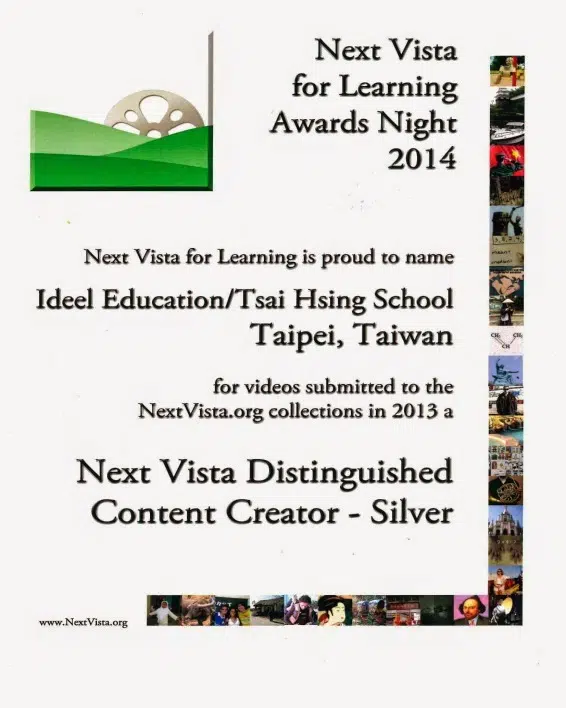 Next Vista
for Learning
Awards Night
2014
Next Vista for Learning is proud to name
Ideel Education/Tsai Hsing School
Taipei, Taiwan
for videos submitted to the
NextVista.org collections in 2013 a
Next Vista Distinguished
Content Creator - Silver
www.NextVista.org